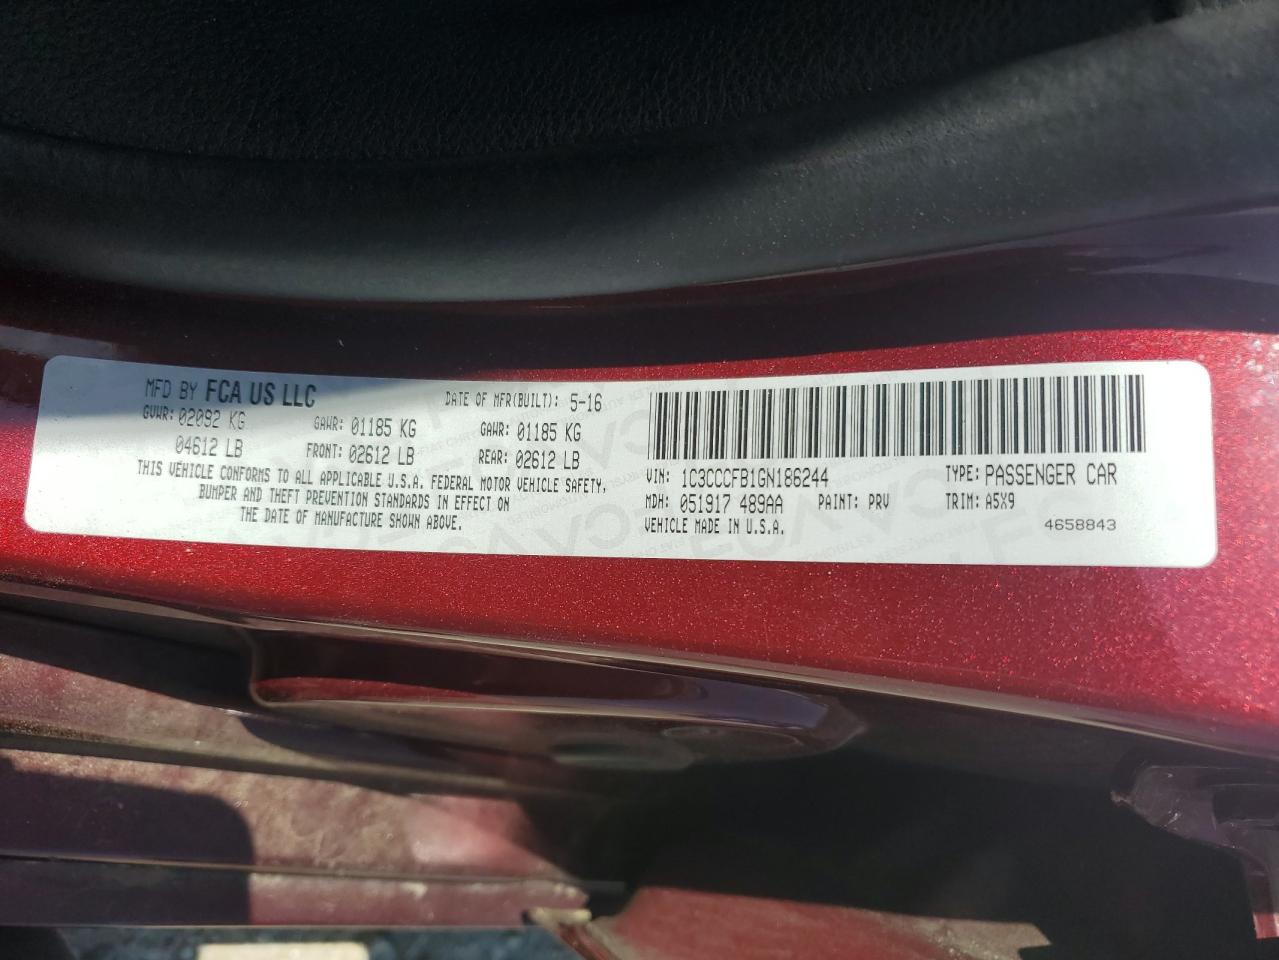 MFD BY FCA US LLC
DATE OF MFR(BUILT): 5-16
GVWR: 02092 KG
GAWR: 01185 KG
GAWR: 01185 KG
04612 LB
FRONT: 02612 LB
REAR: 02612 LB
THIS VEHICLE CONFORMS TO ALL APPLICABLE U.S.A. FEDERAL MOTOR VEHICLE SAFETY,
BUMPER AND THEFT PREVENTION STANDARDS IN EFFECT ON
THE DATE OF MANUFACTURE SHOWN ABOVE.
VIN: 1C3CCCFB1GN186244
TYPE: PASSENGER CAR
MDH: 051917 489AA
PAINT: PRV
TRIM: A5X9
VEHICLE MADE IN U.S.A.
4658843